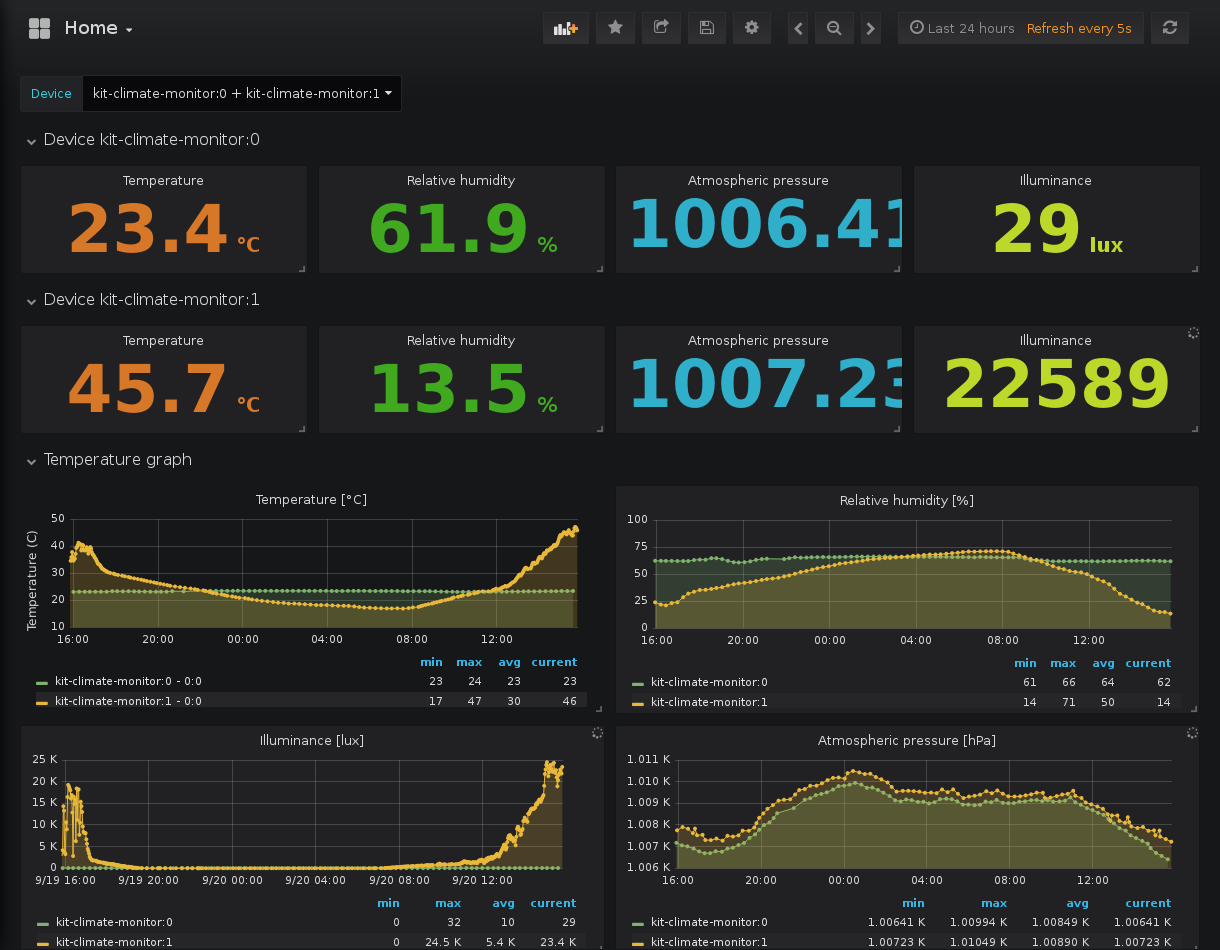 Home
Last 24 hours Refresh every 5s
Device kit-climate-monitor:0 + kit-climate-monitor:1
Device kit-climate-monitor:0
Temperature Relative humidity Atmospheric pressure Illuminance
23.4 °C 61.9 % 1006.41 29 lux
Device kit-climate-monitor:1
Temperature Relative humidity Atmospheric pressure Illuminance
45.7 °C 13.5 % 1007.23 22589
Temperature graph
Temperature [°C]
Temperature (C)
50
40
30
20
10
16:00 20:00 00:00 04:00 08:00 12:00
min max avg current
kit-climate-monitor:0 - 0:0 23 24 23 23
kit-climate-monitor:1 - 0:0 17 47 30 46
Relative humidity [%]
100
75
50
25
0
16:00 20:00 00:00 04:00 08:00 12:00
min max avg current
kit-climate-monitor:0 61 66 64 62
kit-climate-monitor:1 14 71 50 14
Illuminance [lux]
25 K
20 K
15 K
10 K
5 K
0
9/19 16:00 9/19 20:00 9/20 00:00 9/20 04:00 9/20 08:00 9/20 12:00
min max avg current
kit-climate-monitor:0 0 32 10 29
kit-climate-monitor:1 0 24.5 K 5.4 K 23.4 K
Atmospheric pressure [hPa]
1.011 K
1.010 K
1.009 K
1.008 K
1.007 K
1.006 K
16:00 20:00 00:00 04:00 08:00 12:00
min max avg current
kit-climate-monitor:0 1.00641 K 1.00994 K 1.00849 K 1.00641 K
kit-climate-monitor:1 1.00723 K 1.01049 K 1.00890 K 1.00723 K